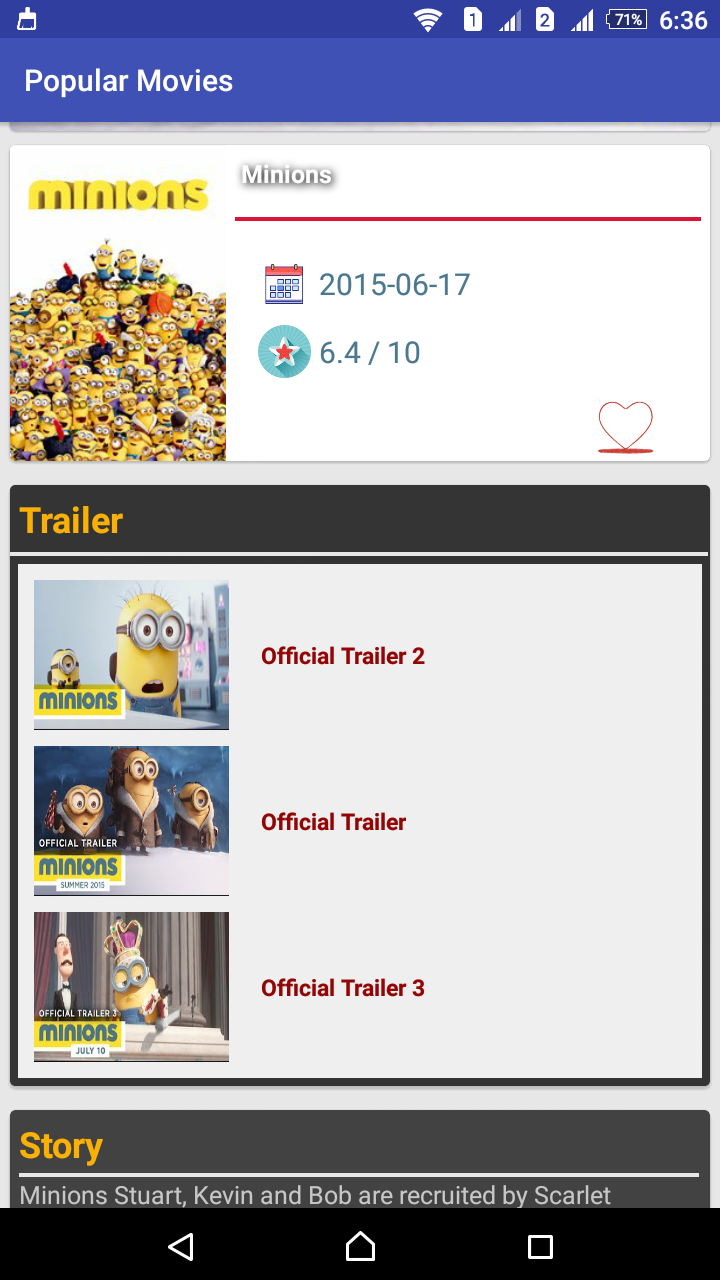 1 2 71% 6:36
Popular Movies
MINIONS
Minions
2015-06-17
6.4 / 10
Trailer
MINIONS
Official Trailer 2
OFFICIAL TRAILER
MINIONS
SUMMER 2015
Official Trailer
OFFICIAL TRAILER 3
MINIONS
JULY 10
Official Trailer 3
Story
Minions Stuart, Kevin and Bob are recruited by Scarlet